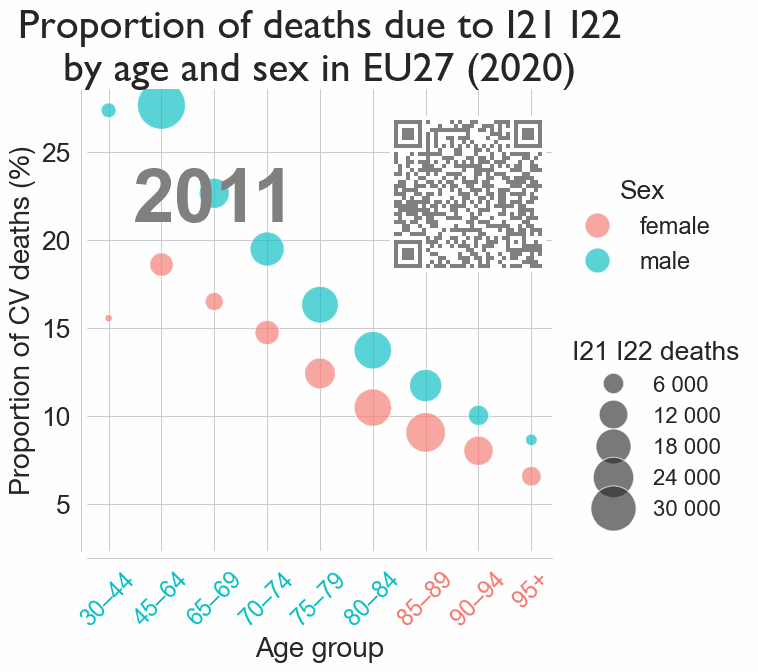 Proportion of deaths due to I21 I22
by age and sex in EU27 (2020)
Proportion of CV deaths (%)
25
20
15
10
5
2011
30–44
45–64
65–69
70–74
75–79
80–84
85–89
90–94
95+
Age group
Sex
female
male
I21 I22 deaths
6 000
12 000
18 000
24 000
30 000